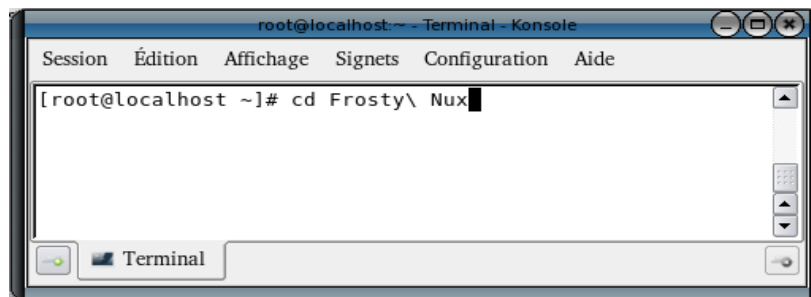 root@localhost:~ - Terminal - Konsole
Session Édition Affichage Signets Configuration Aide
[root@localhost ~]# cd Frosty\ Nux
Terminal